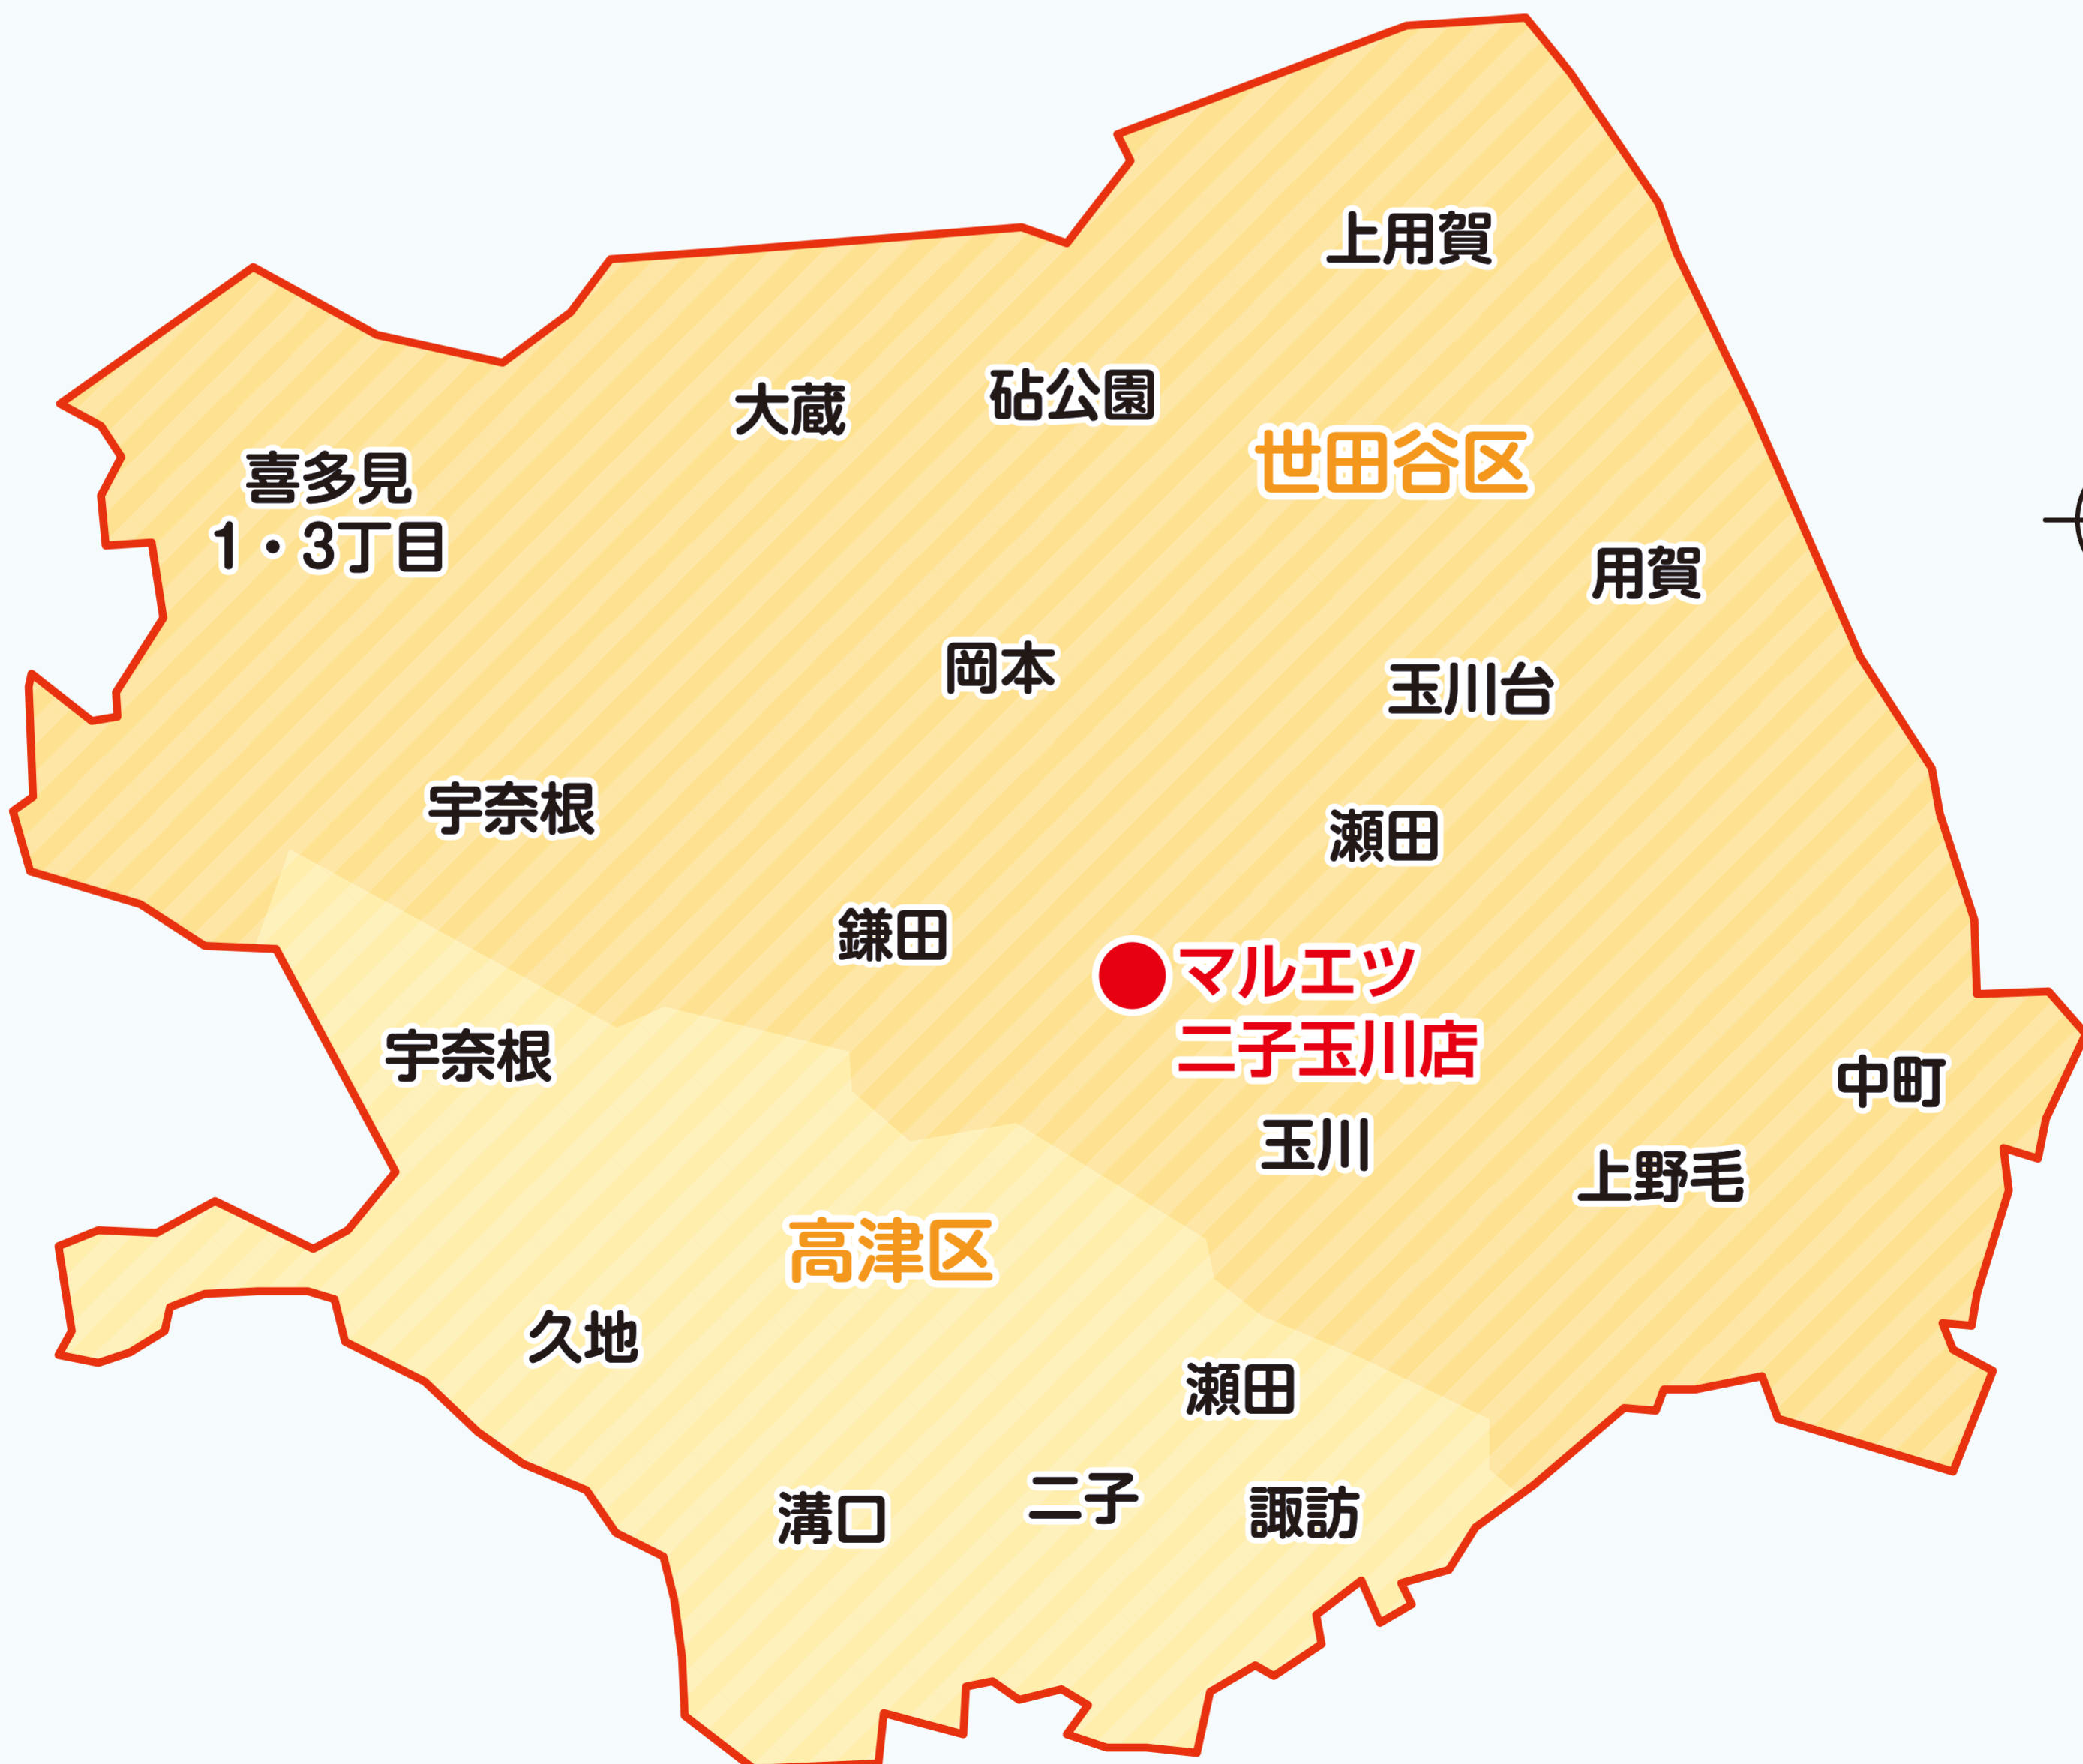 上用賀
大蔵
砧公園
世田谷区
喜多見
1・3丁目
用賀
岡本
玉川台
宇奈根
瀬田
鎌田
マルエツ
二子玉川店
宇奈根
中町
玉川
上野毛
高津区
久地
瀬田
溝口
二子
諏訪